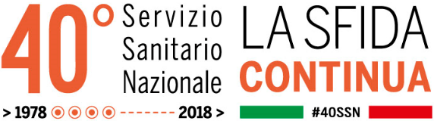 40°
Servizio
Sanitario
Nazionale
> 1978
2018 >
LA SFIDA
CONTINUA
#40SSN